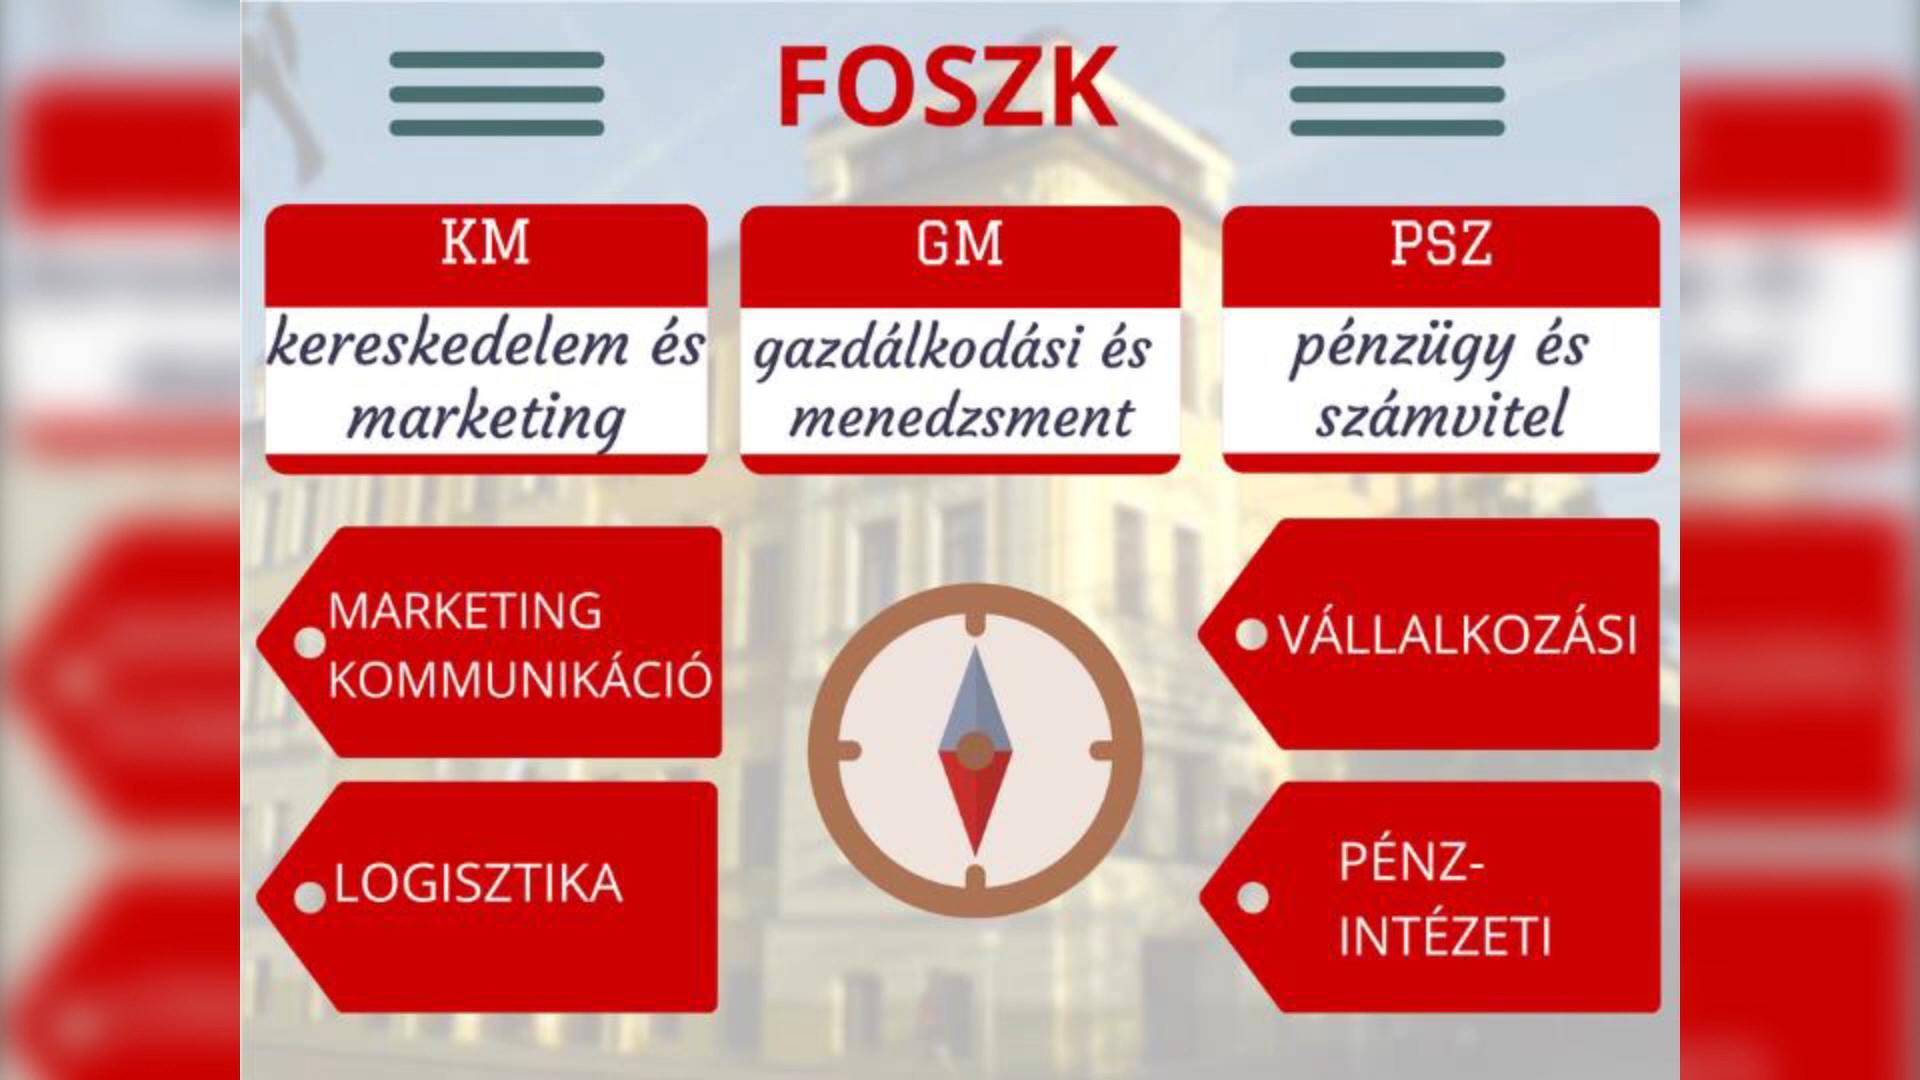 FOSZK
KM
kereskedelem és
marketing
GM
gazdálkodási és
menedzsment
PSZ
pénzügy és
számvitel
MARKETING
KOMMUNIKÁCIÓ
LOGISZTIKA
VÁLLALKOZÁSI
PÉNZ-
INTÉZETI